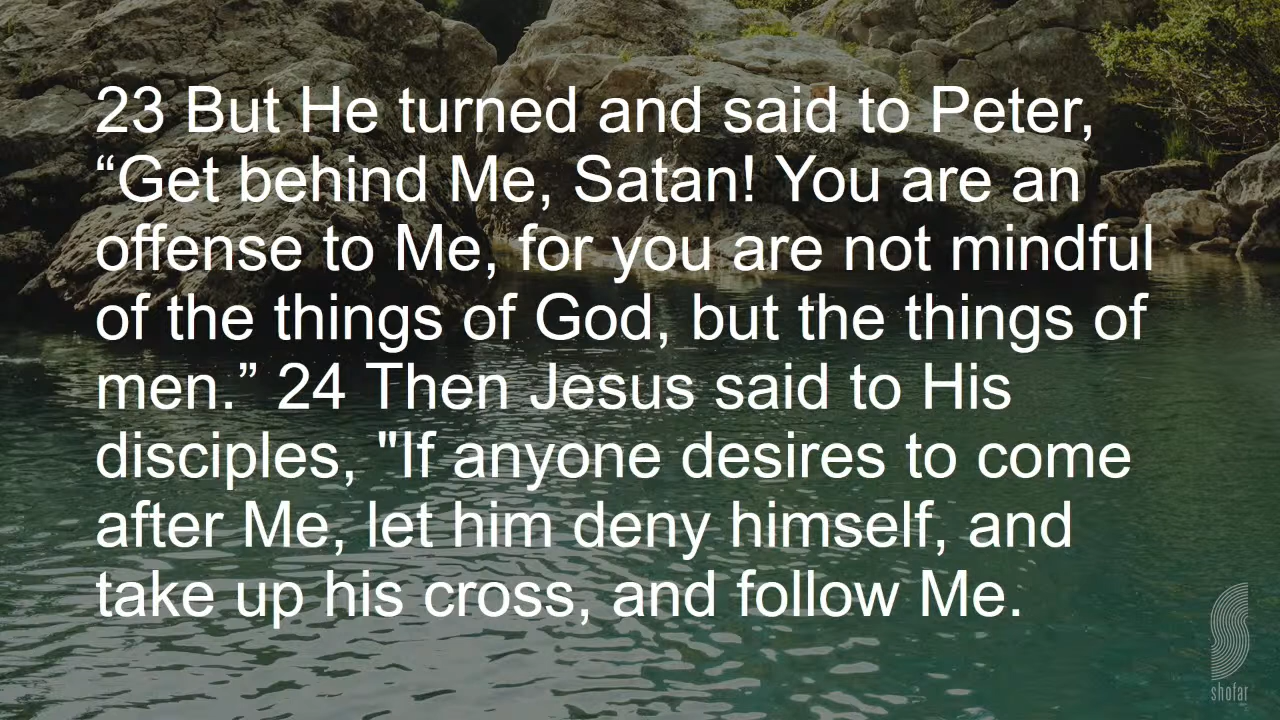 23 But He turned and said to Peter,
“Get behind Me, Satan! You are an
offense to Me, for you are not mindful
of the things of God, but the things of
men.” 24 Then Jesus said to His
disciples, "If anyone desires to come
after Me, let him deny himself, and
take up his cross, and follow Me.
shofar